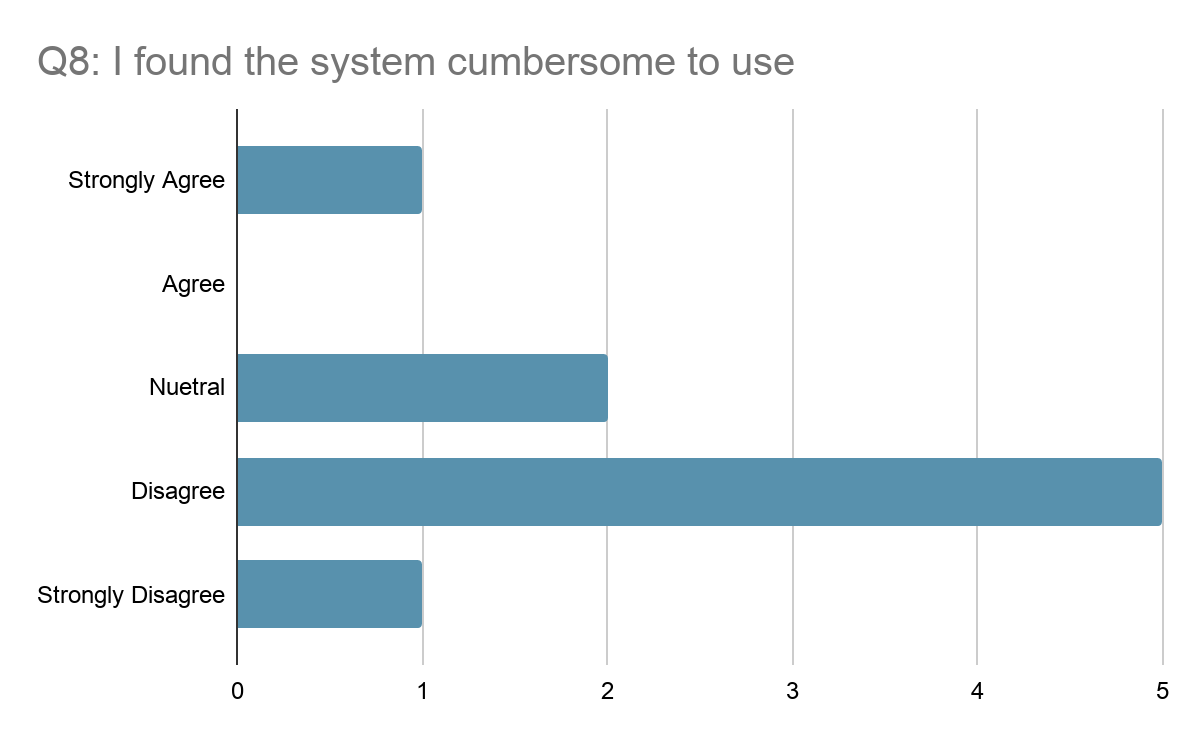 Q8: I found the system cumbersome to use
Strongly Agree
Agree
Nuetral
Disagree
Strongly Disagree
0 1 2 3 4 5